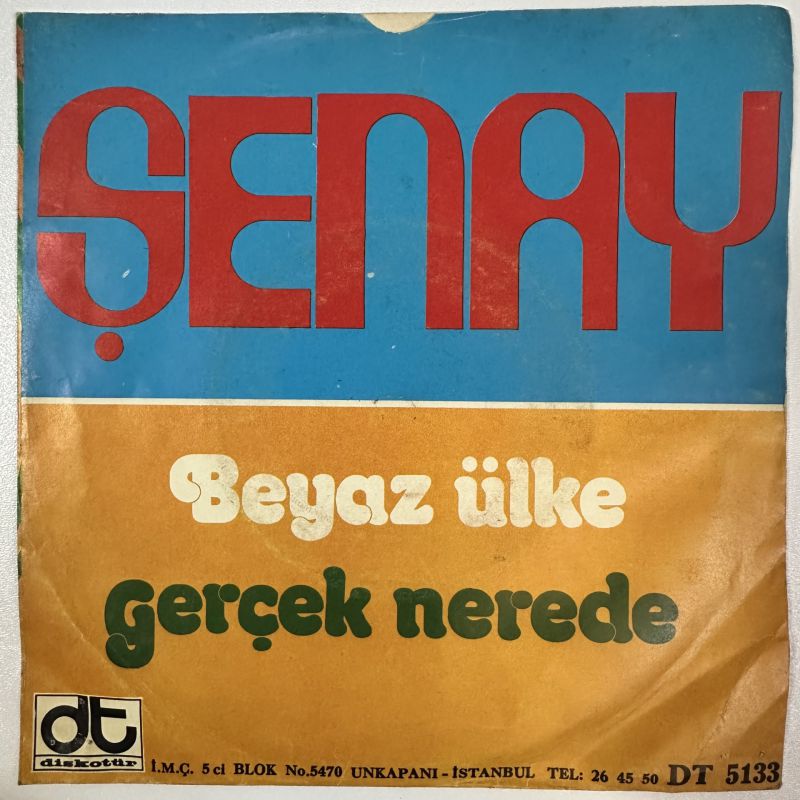 ŞENAY
Beyaz ülke
Gerçek nerede
dt
diskotür
İ.M.Ç. 5 ci BLOK No.5470 UNKAPANI - İSTANBUL TEL: 26 45 50 DT 5133